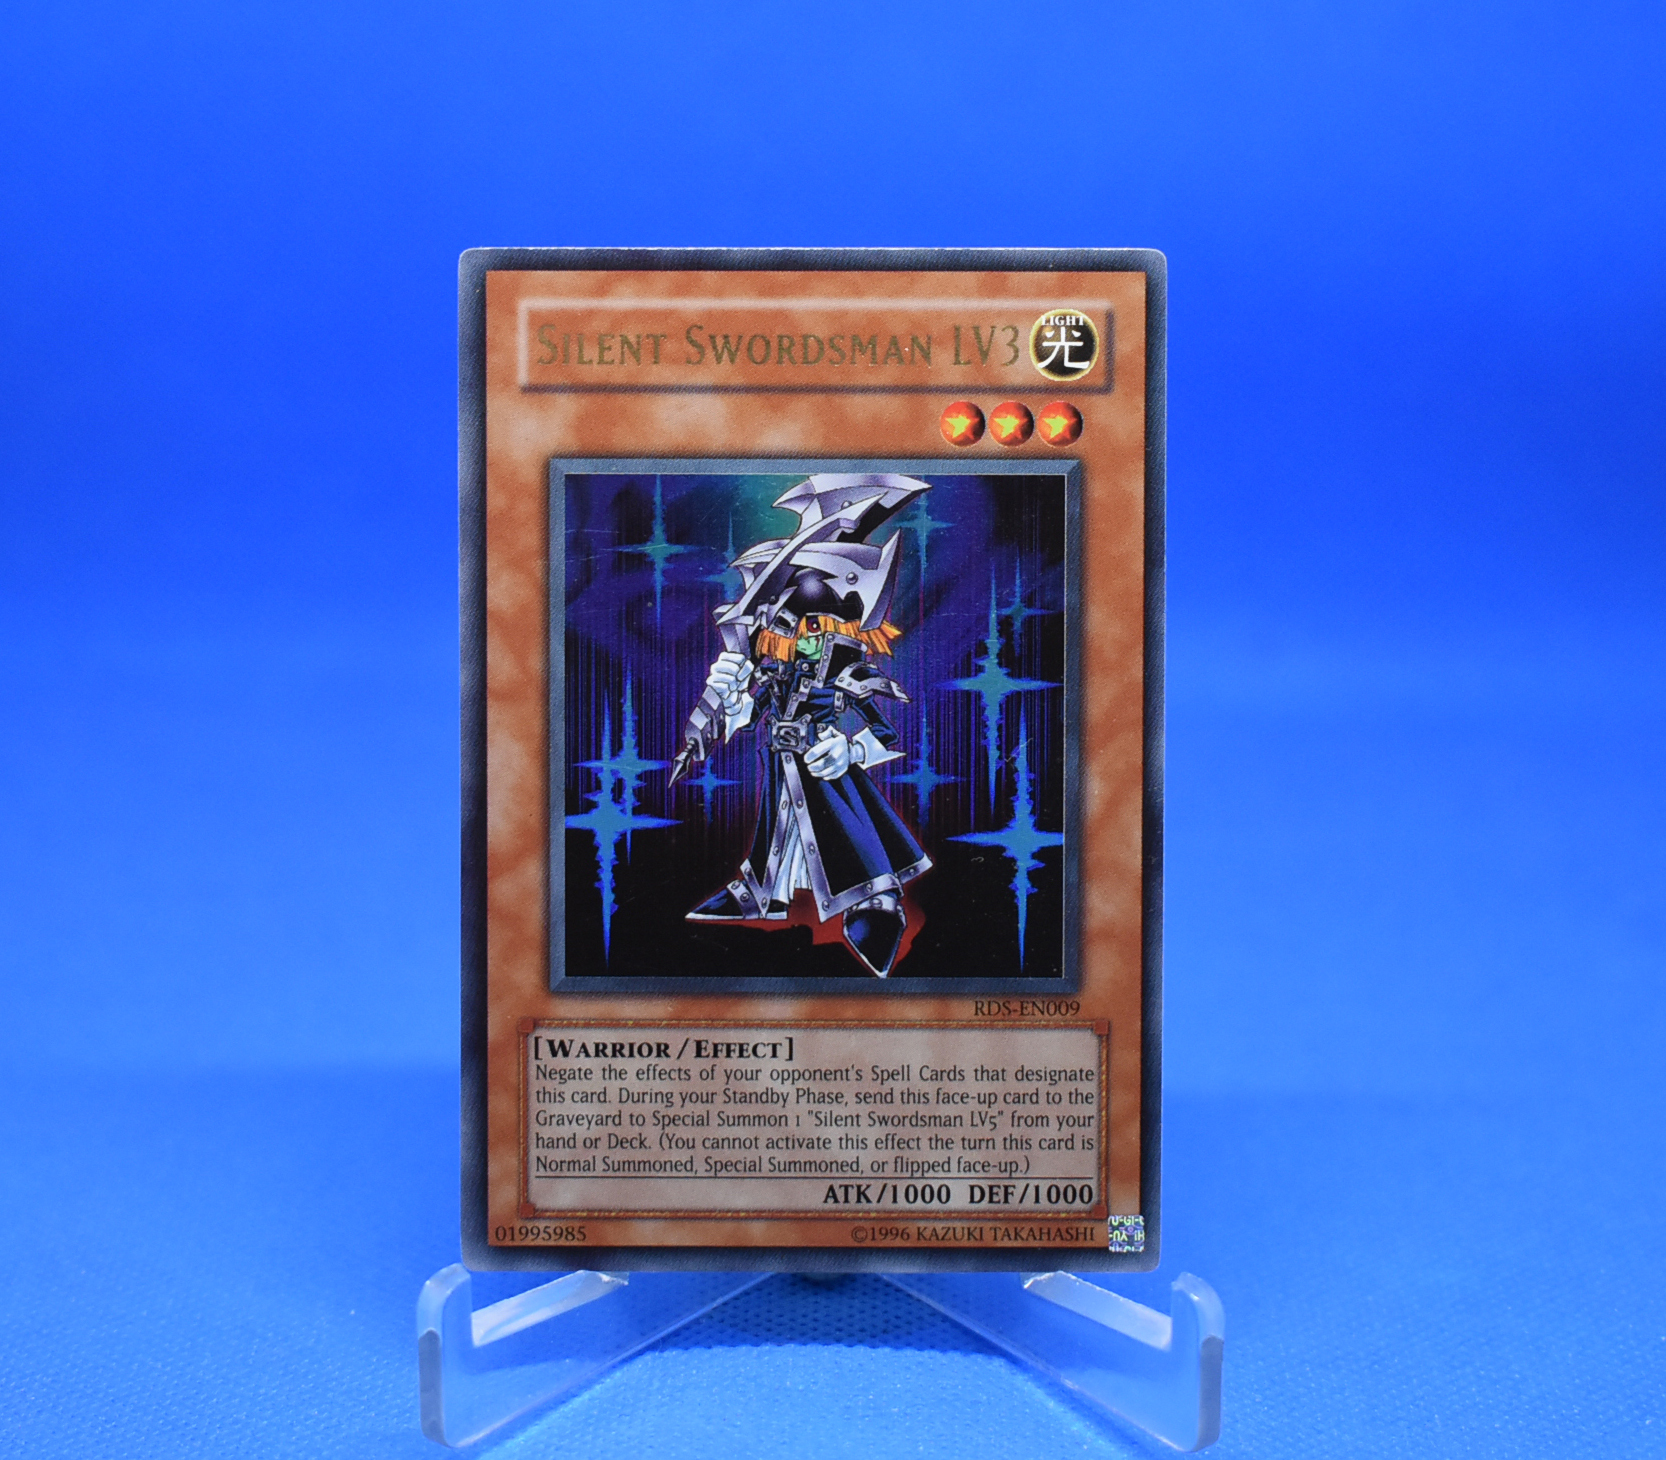 SILENT SWORDSMAN LV3
LIGHT
光
RDS-EN009
[WARRIOR/EFFECT]
Negate the effects of your opponent's Spell Cards that designate
this card. During your Standby Phase, send this face-up card to the
Graveyard to Special Summon 1 "Silent Swordsman LV5" from your
hand or Deck. (You cannot activate this effect the turn this card is
Normal Summoned, Special Summoned, or flipped face-up.)
ATK/1000 DEF/1000
01995985
©1996 KAZUKI TAKAHASHI